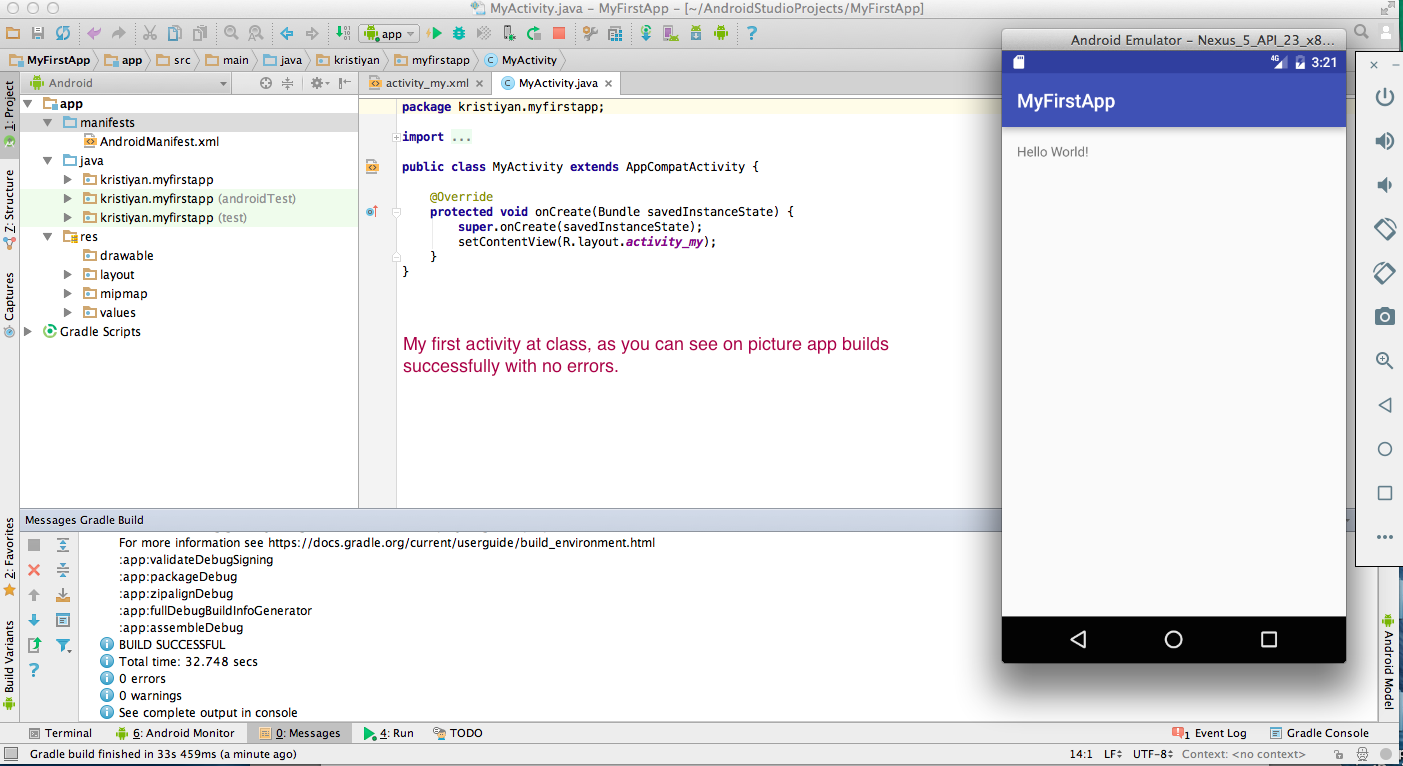 MyActivity.java – MyFirstApp – [~/AndroidStudioProjects/MyFirstApp]
app
MyFirstApp app src main java kristiyan myfirstapp MyActivity
Android
activity_my.xml
MyActivity.java
1: Project
Z: Structure
Captures
2: Favorites
Build Variants
app
manifests
AndroidManifest.xml
java
kristiyan.myfirstapp
kristiyan.myfirstapp (androidTest)
kristiyan.myfirstapp (test)
res
drawable
layout
mipmap
values
Gradle Scripts
package kristiyan.myfirstapp;
import ...
public class MyActivity extends AppCompatActivity {
@Override
protected void onCreate(Bundle savedInstanceState) {
super.onCreate(savedInstanceState);
setContentView(R.layout.activity_my);
}
}
My first activity at class, as you can see on picture app builds
successfully with no errors.
Android Emulator – Nexus_5_API_23_x8...
4G 3:21
MyFirstApp
Hello World!
Messages Gradle Build
For more information see https://docs.gradle.org/current/userguide/build_environment.html
:app:validateDebugSigning
:app:packageDebug
:app:zipalignDebug
:app:fullDebugBuildInfoGenerator
:app:assembleDebug
BUILD SUCCESSFUL
Total time: 32.748 secs
0 errors
0 warnings
See complete output in console
Android Model
Terminal 6: Android Monitor 0: Messages 4: Run TODO 1 Event Log Gradle Console
Gradle build finished in 33s 459ms (a minute ago) 14:1 LF UTF-8 Context: <no context>